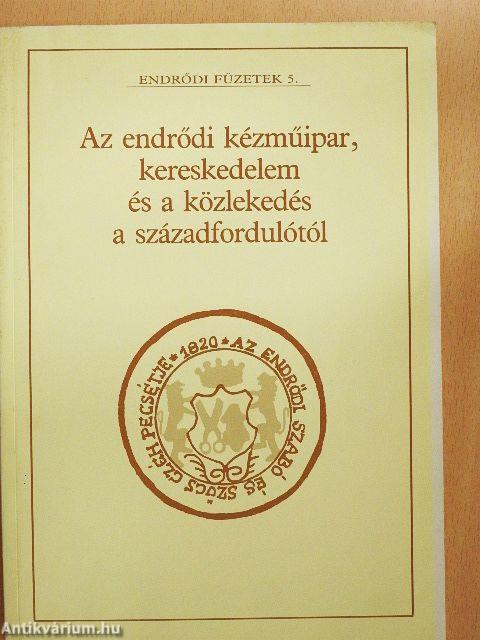 ENDRŐDI FÜZETEK 5.
Az endrődi kézműipar,
kereskedelem
és a közlekedés
a századfordulótól
*1820*AZ ENDRŐDI SZABÓ ÉS SZŰCS CZÉH PECSÉTJE
Antikvárium.hu